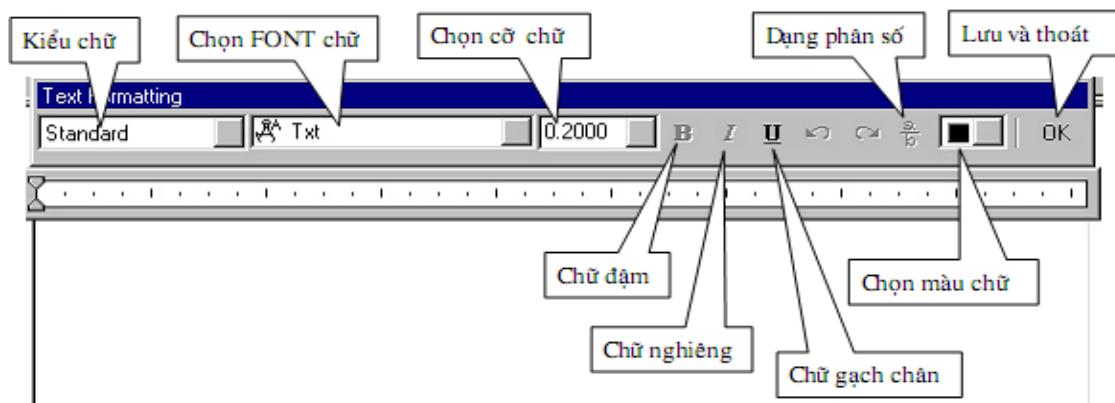 Kiểu chữ
Chọn FONT chữ
Chọn cỡ chữ
Dạng phân số
Lưu và thoát
Text Formatting
Standard
Txt
0.2000
B
I
U
a
b
OK
Chữ đậm
Chọn màu chữ
Chữ nghiêng
Chữ gạch chân